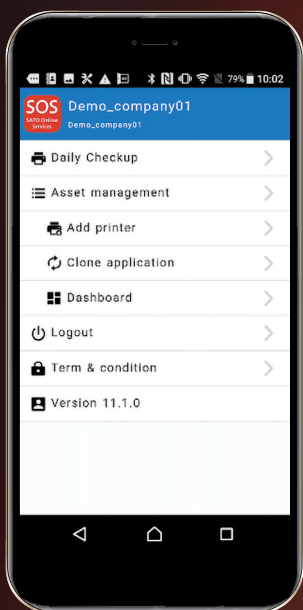 79% 10:02
SOS
SATO Online
Services
Demo_company01
Demo_company01
Daily Checkup
Asset management
Add printer
Clone application
Dashboard
Logout
Term & condition
Version 11.1.0